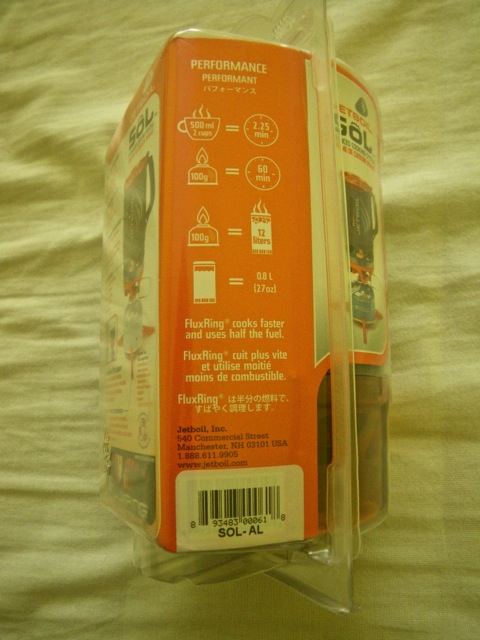 PERFORMANCE
PERFORMANT
パフォーマンス
500 ml
2 cups
=
2.25
min
100g
=
60
min
100g
=
12
liters
=
0.8 L
(27oz)
FluxRing® cooks faster
and uses half the fuel.
FluxRing® cuit plus vite
et utilise moitié
moins de combustible.
FluxRing® は半分の燃料で、
すばやく調理します。
Jetboil, Inc.
540 Commercial Street
Manchester, NH 03101 USA
1.888.611.9905
www.jetboil.com
8 93483 00061 8
SOL-AL
JETBOIL
SOL
SOL